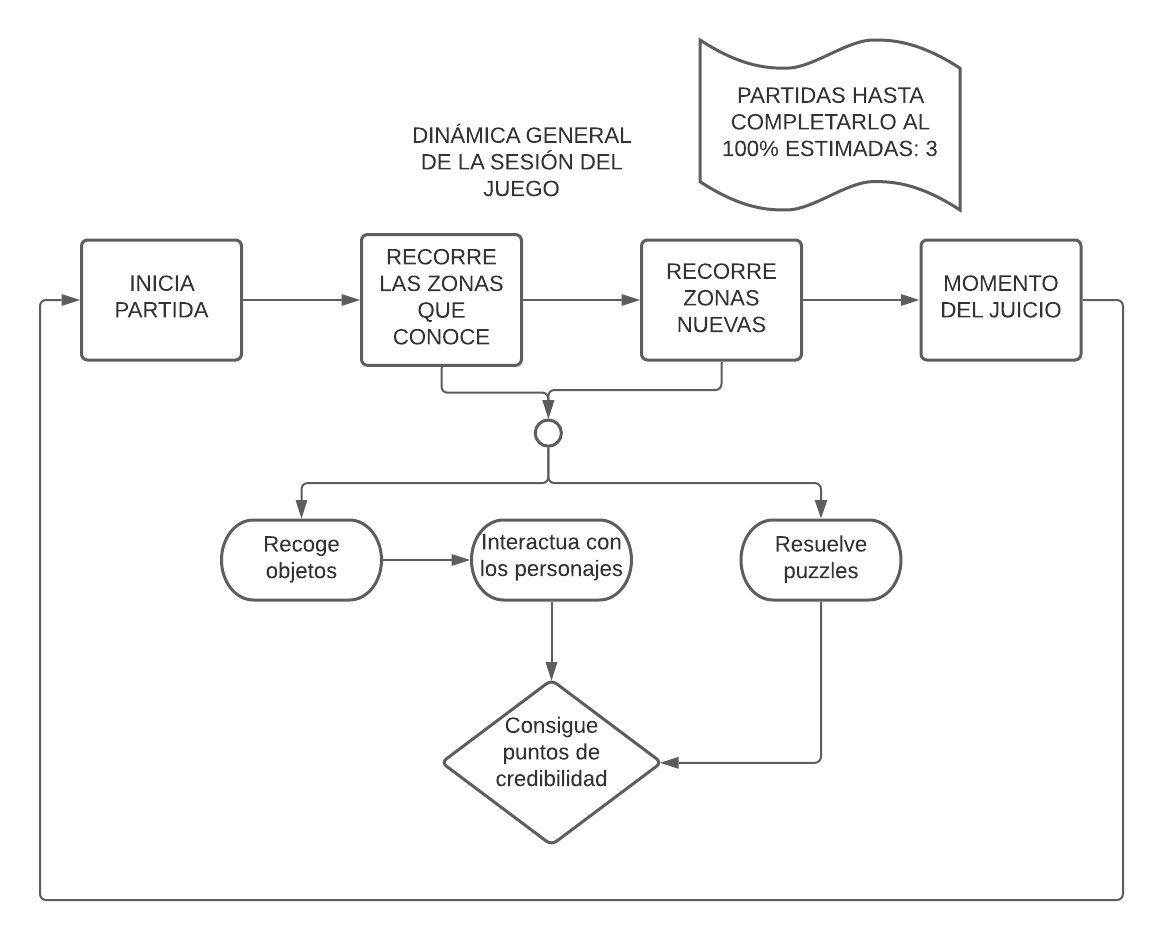 PARTIDAS HASTA
COMPLETARLO AL
100% ESTIMADAS: 3
DINÁMICA GENERAL
DE LA SESIÓN DEL
JUEGO
INICIA
PARTIDA
RECORRE
LAS ZONAS
QUE
CONOCE
RECORRE
ZONAS
NUEVAS
MOMENTO
DEL JUICIO
Recoge
objetos
Interactua con
los personajes
Resuelve
puzzles
Consigue
puntos de
credibilidad